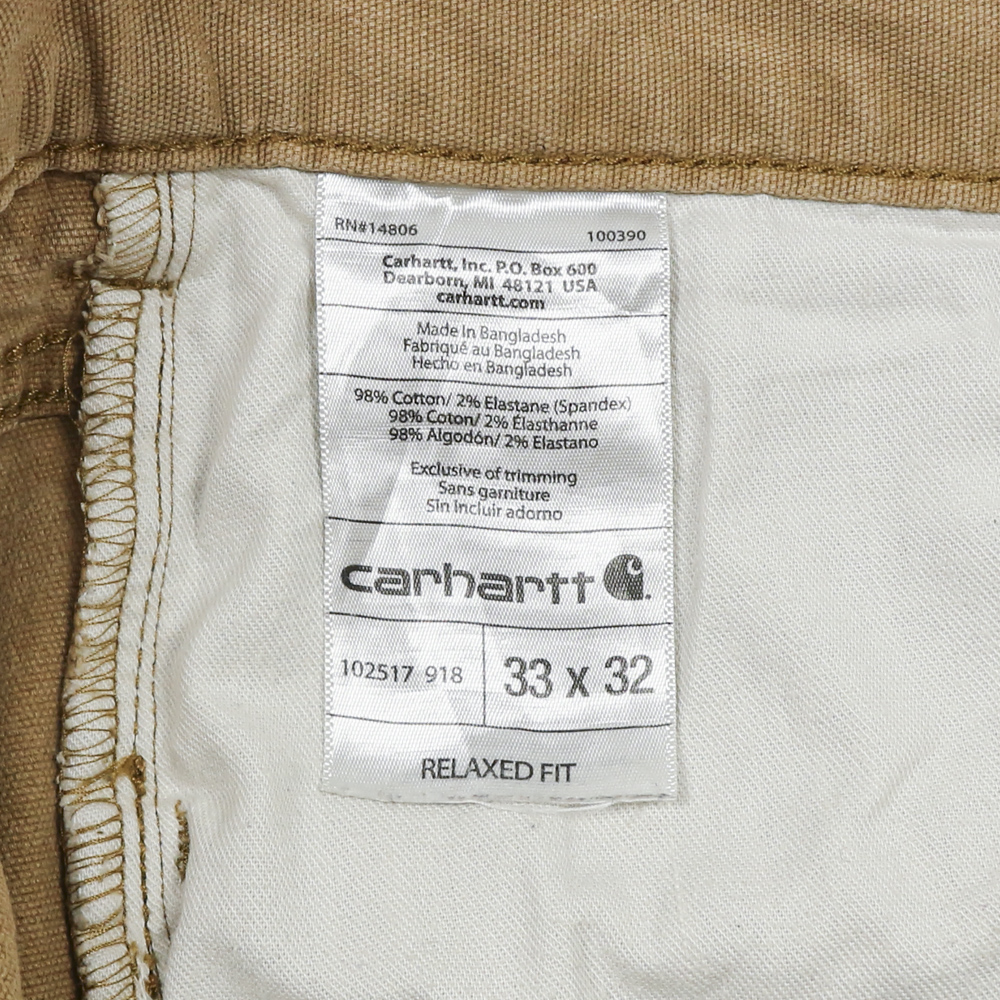 RN#14806 100390
Carhartt, Inc. P.O. Box 600
Dearborn, MI 48121 USA
carhartt.com
Made In Bangladesh
Fabriqué au Bangladesh
Hecho en Bangladesh
98% Cotton/ 2% Elastane (Spandex)
98% Coton/ 2% Élasthanne
98% Algodón/ 2% Elastano
Exclusive of trimming
Sans garniture
Sin Incluir adorno
carhartt
102517 918 33 x 32
RELAXED FIT